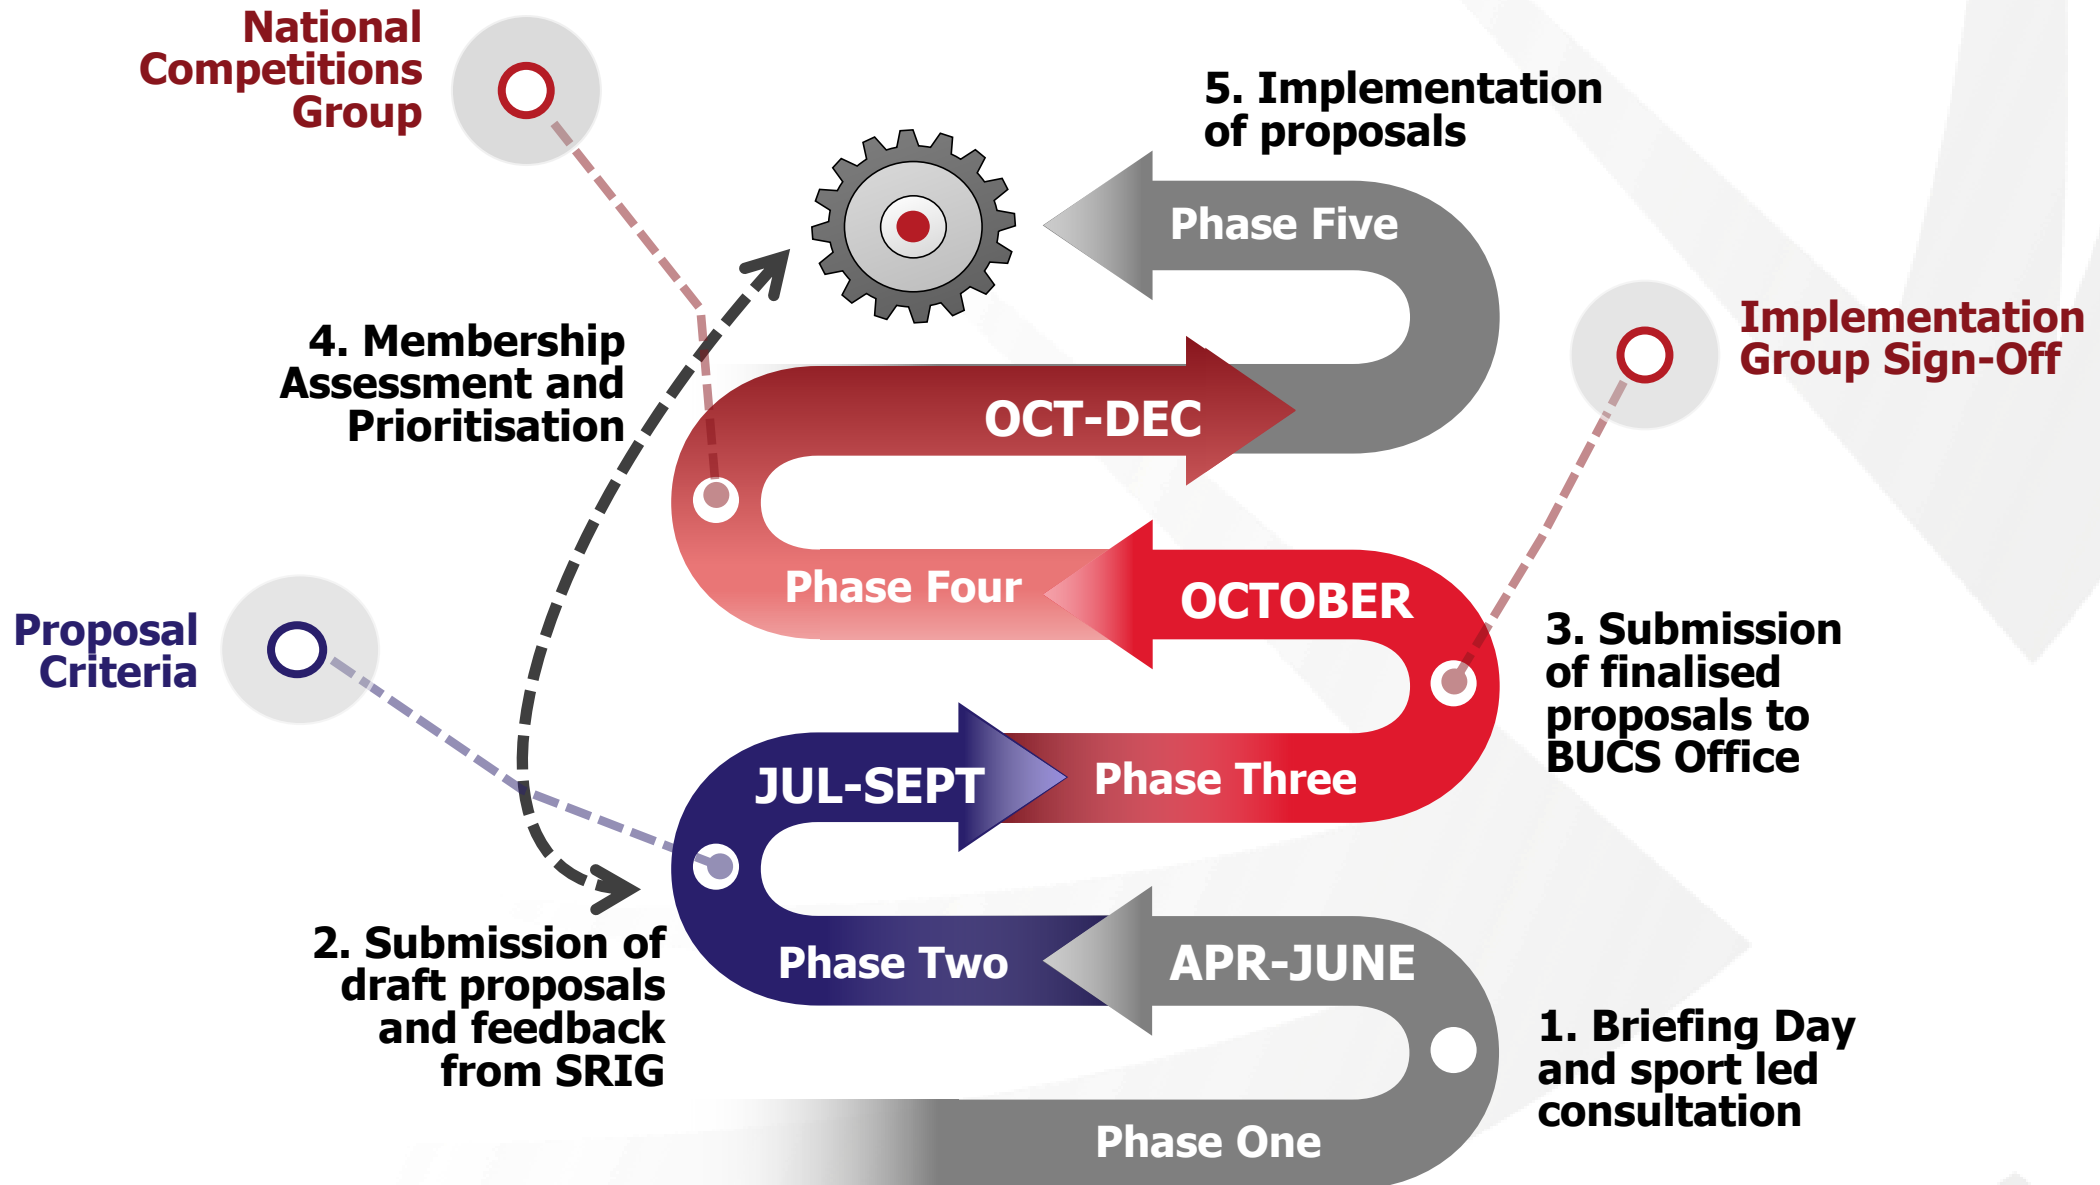 National
Competitions
Group
5. Implementation
of proposals
Phase Five
4. Membership
Assessment and
Prioritisation
Implementation
Group Sign-Off
OCT-DEC
Phase Four
OCTOBER
Proposal
Criteria
3. Submission
of finalised
proposals to
BUCS Office
JUL-SEPT
Phase Three
2. Submission of
draft proposals
and feedback
from SRIG
Phase Two
APR-JUNE
1. Briefing Day
and sport led
consultation
Phase One